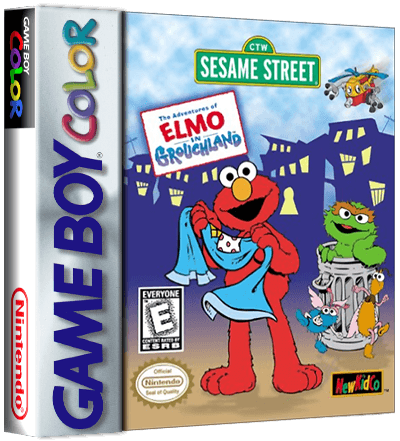 GAME BOY
COLOR
Nintendo
GAME BOY COLOR
CTW
SESAME STREET
The Adventures of
ELMO
IN
GROUCHLAND
EVERYONE
E
CONTENT RATED BY
ESRB
Official
Nintendo
Seal of Quality
NewKidCo